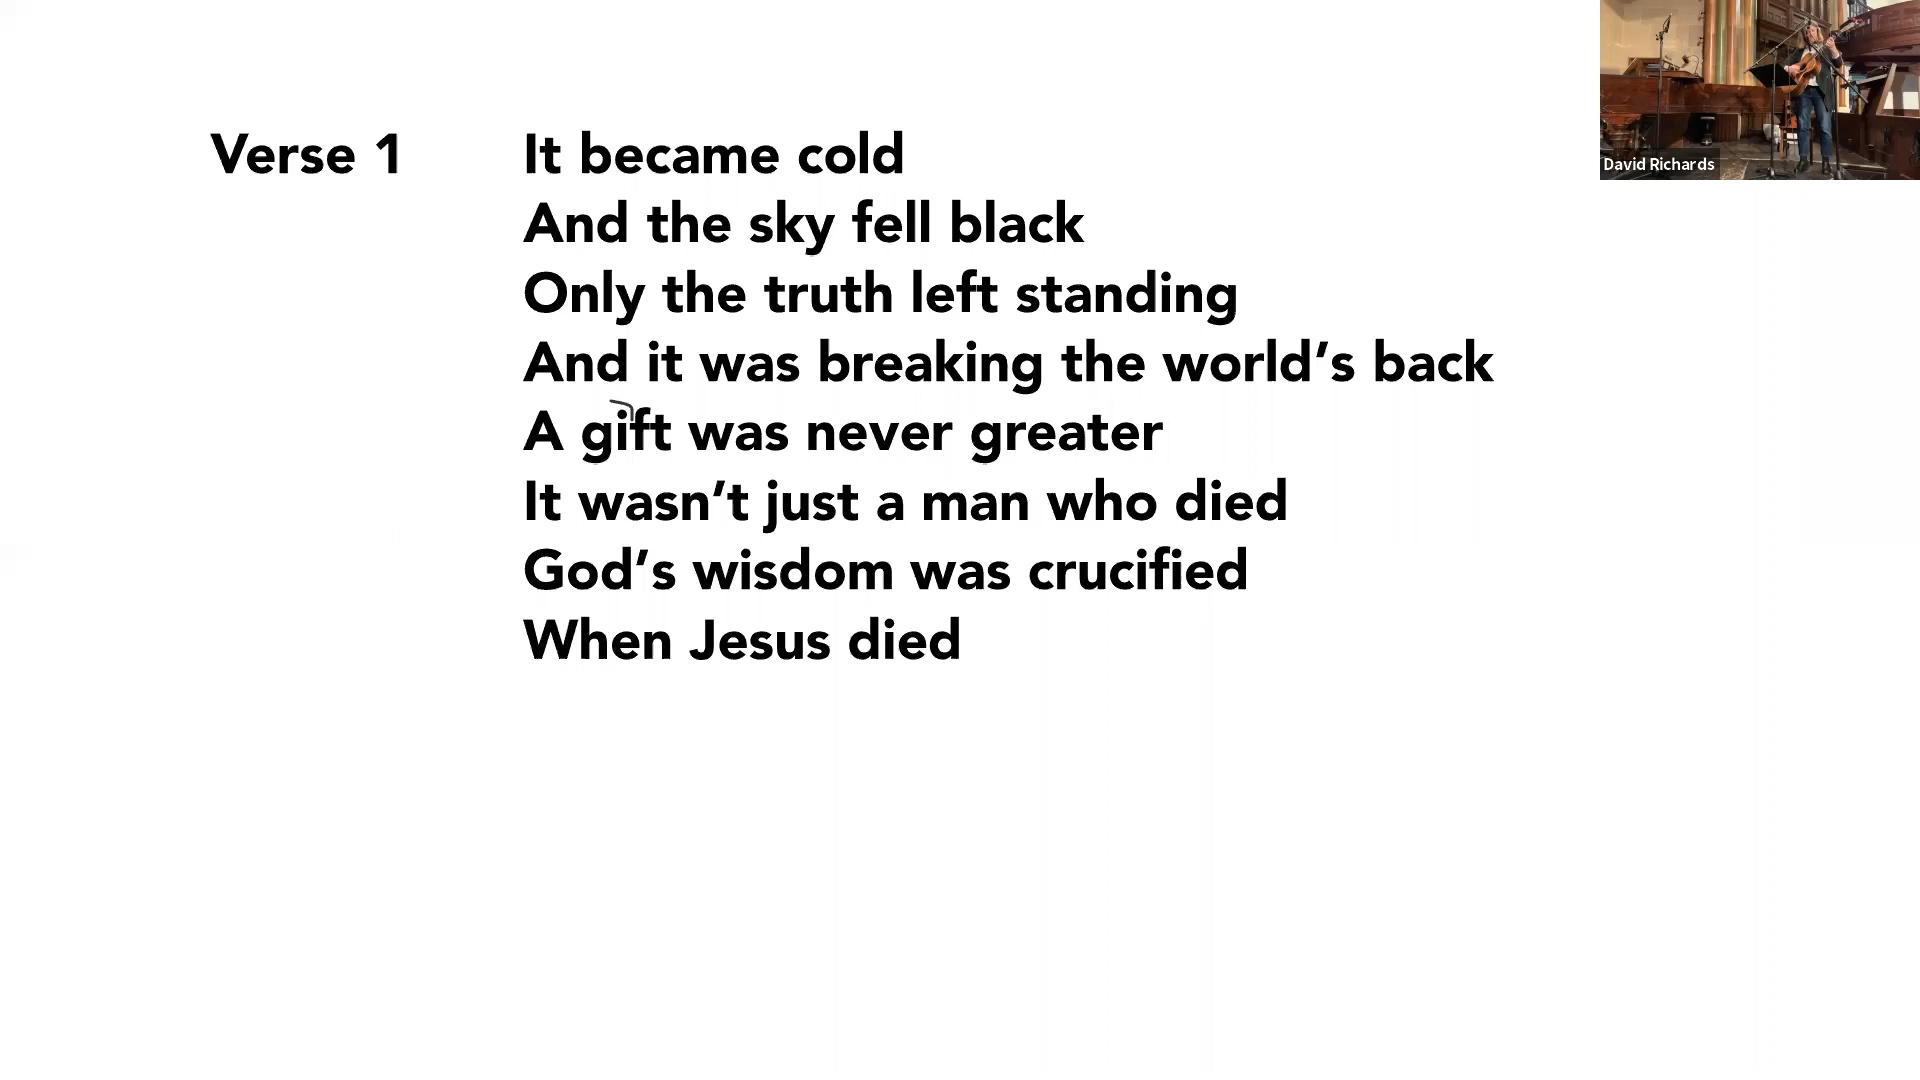 Verse 1
It became cold
And the sky fell black
Only the truth left standing
And it was breaking the world’s back
A gift was never greater
It wasn’t just a man who died
God’s wisdom was crucified
When Jesus died
David Richards